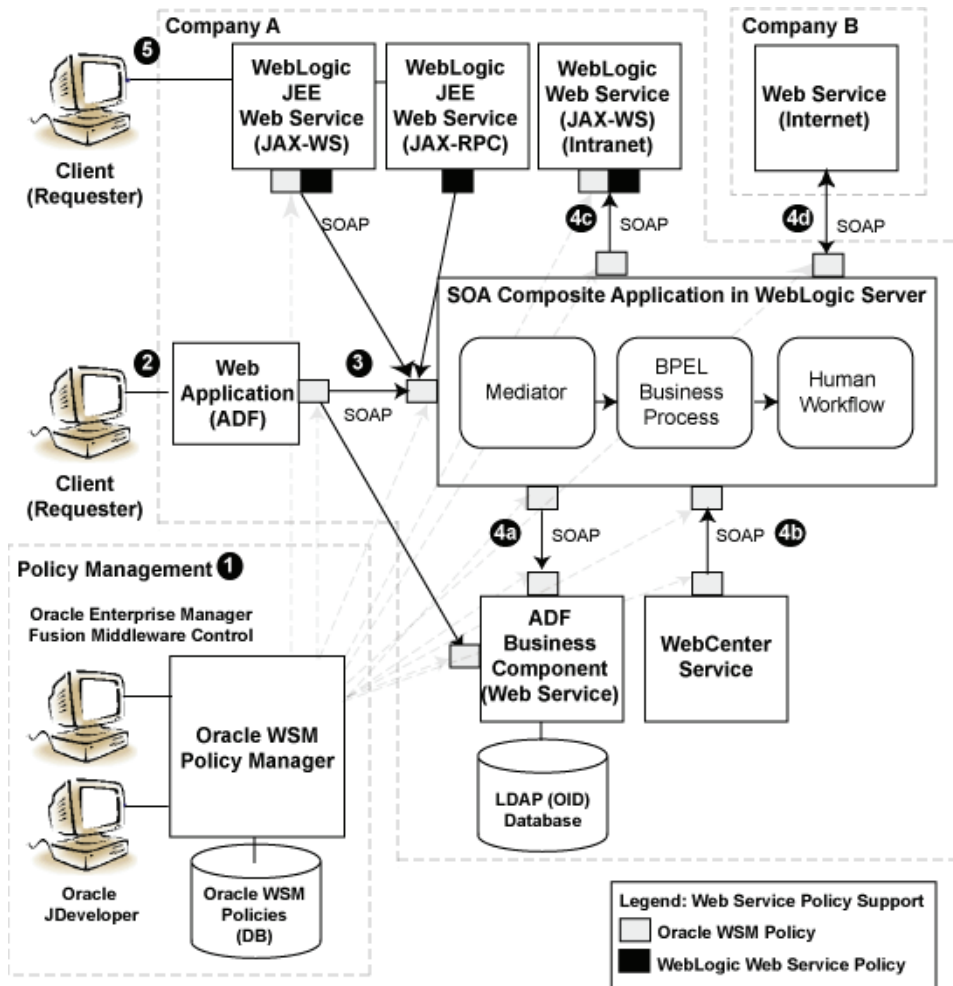 Company A
Company B
5
WebLogic
JEE
Web Service
(JAX-WS)
WebLogic
JEE
Web Service
(JAX-RPC)
WebLogic
Web Service
(JAX-WS)
(Intranet)
Web Service
(Internet)
Client
(Requester)
SOAP
4c
SOAP
4d
SOAP
SOA Composite Application in WebLogic Server
2
Web
Application
(ADF)
3
SOAP
Mediator
BPEL
Business
Process
Human
Workflow
Client
(Requester)
4a
SOAP
SOAP
4b
Policy Management 1
Oracle Enterprise Manager
Fusion Middleware Control
Oracle WSM
Policy Manager
ADF
Business
Component
(Web Service)
WebCenter
Service
LDAP (OID)
Database
Oracle
JDeveloper
Oracle WSM
Policies
(DB)
Legend: Web Service Policy Support
Oracle WSM Policy
WebLogic Web Service Policy